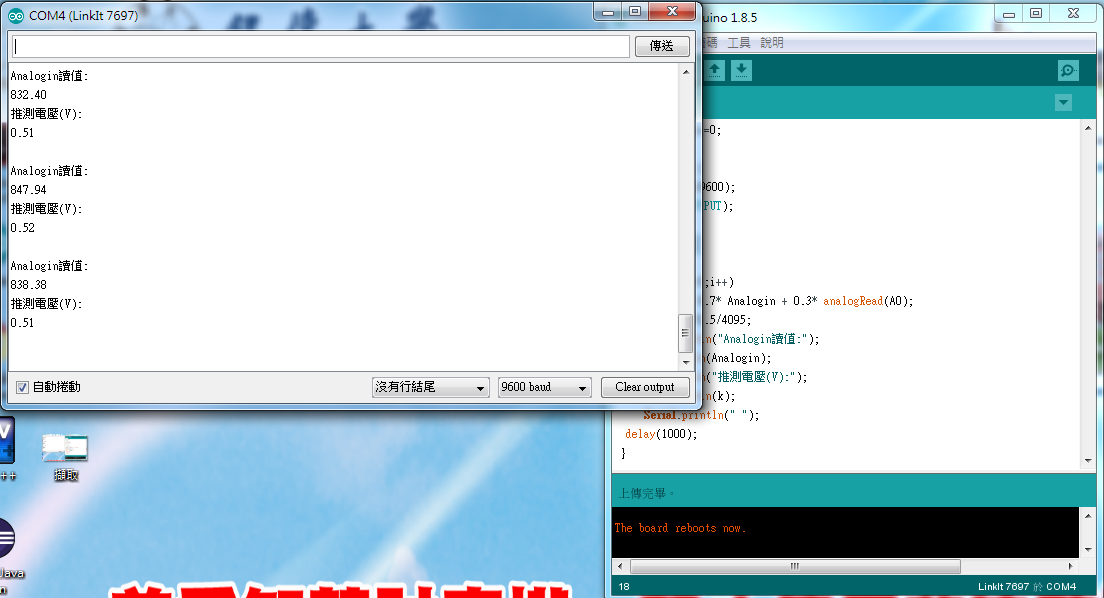 COM4 (LinkIt 7697)
傳送
Analogin讀值:
832.40
推測電壓(V):
0.51
Analogin讀值:
847.94
推測電壓(V):
0.52
Analogin讀值:
838.38
推測電壓(V):
0.51
自動捲動
沒有行結尾
9600 baud
Clear output
uino 1.8.5
碼 工具 說明
=0;
9600);
PUT);
;i++)
.7* Analogin + 0.3* analogRead(A0);
.5/4095;
n("Analogin讀值:");
n(Analogin);
n("推測電壓(V):");
n(k);
Serial.println(" ");
delay(1000);
}
上傳完畢。
The board reboots now.
18
LinkIt 7697 於 COM4
++
擷取
Java